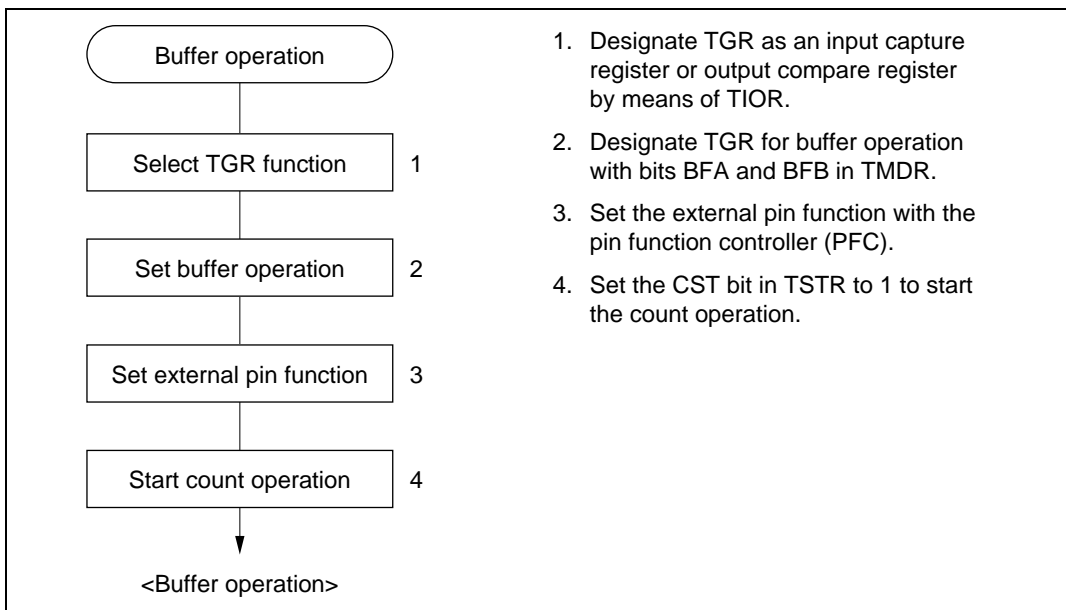 Buffer operation
Select TGR function 1
Set buffer operation 2
Set external pin function 3
Start count operation 4
<Buffer operation>
1. Designate TGR as an input capture
register or output compare register
by means of TIOR.
2. Designate TGR for buffer operation
with bits BFA and BFB in TMDR.
3. Set the external pin function with the
pin function controller (PFC).
4. Set the CST bit in TSTR to 1 to start
the count operation.